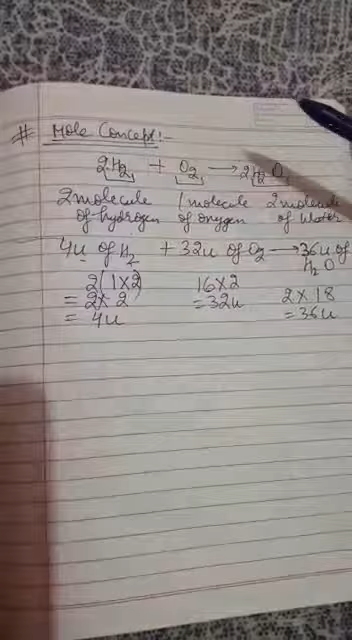 # Mole Concept:-
2H2 + O2 → 2H2O
2 molecule 1 molecule 2 molecule
of hydrogen of oxygen of water
4u of H2 + 32u of O2 → 36u of
H2O
2(1×2) 16×2
= 2×2 = 32u 2×18
= 4u = 36u